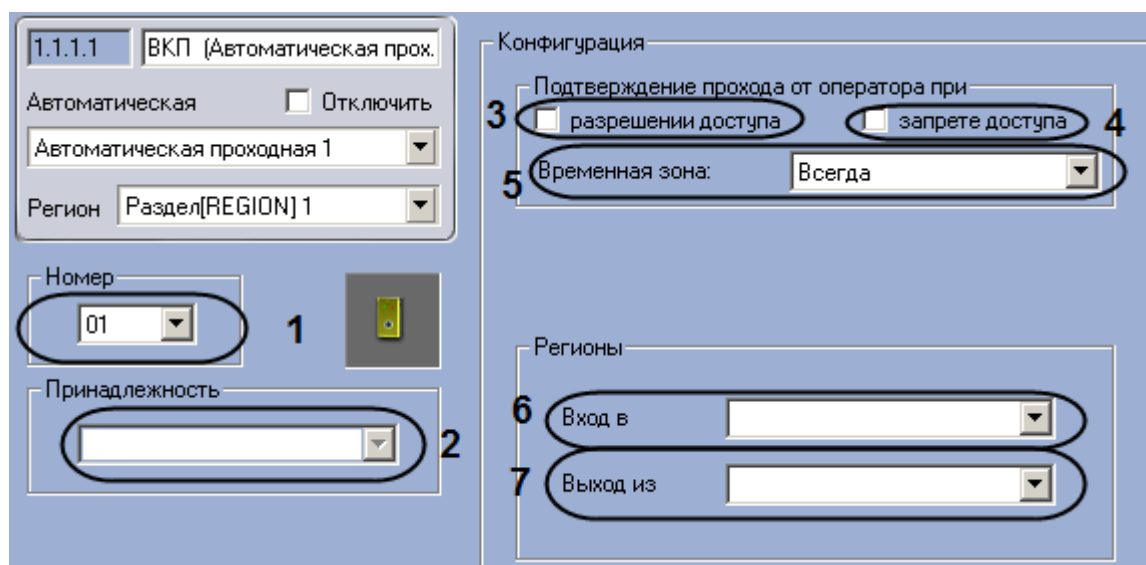 1.1.1.1 ВКП (Автоматическая прох.
Автоматическая Отключить
Автоматическая проходная 1
Регион Раздел[REGION] 1
Номер
01
1
Принадлежность
2
Конфигурация
Подтверждение прохода от оператора при
3 разрешении доступа запрете доступа 4
5 Временная зона: Всегда
Регионы
6 Вход в
7 Выход из